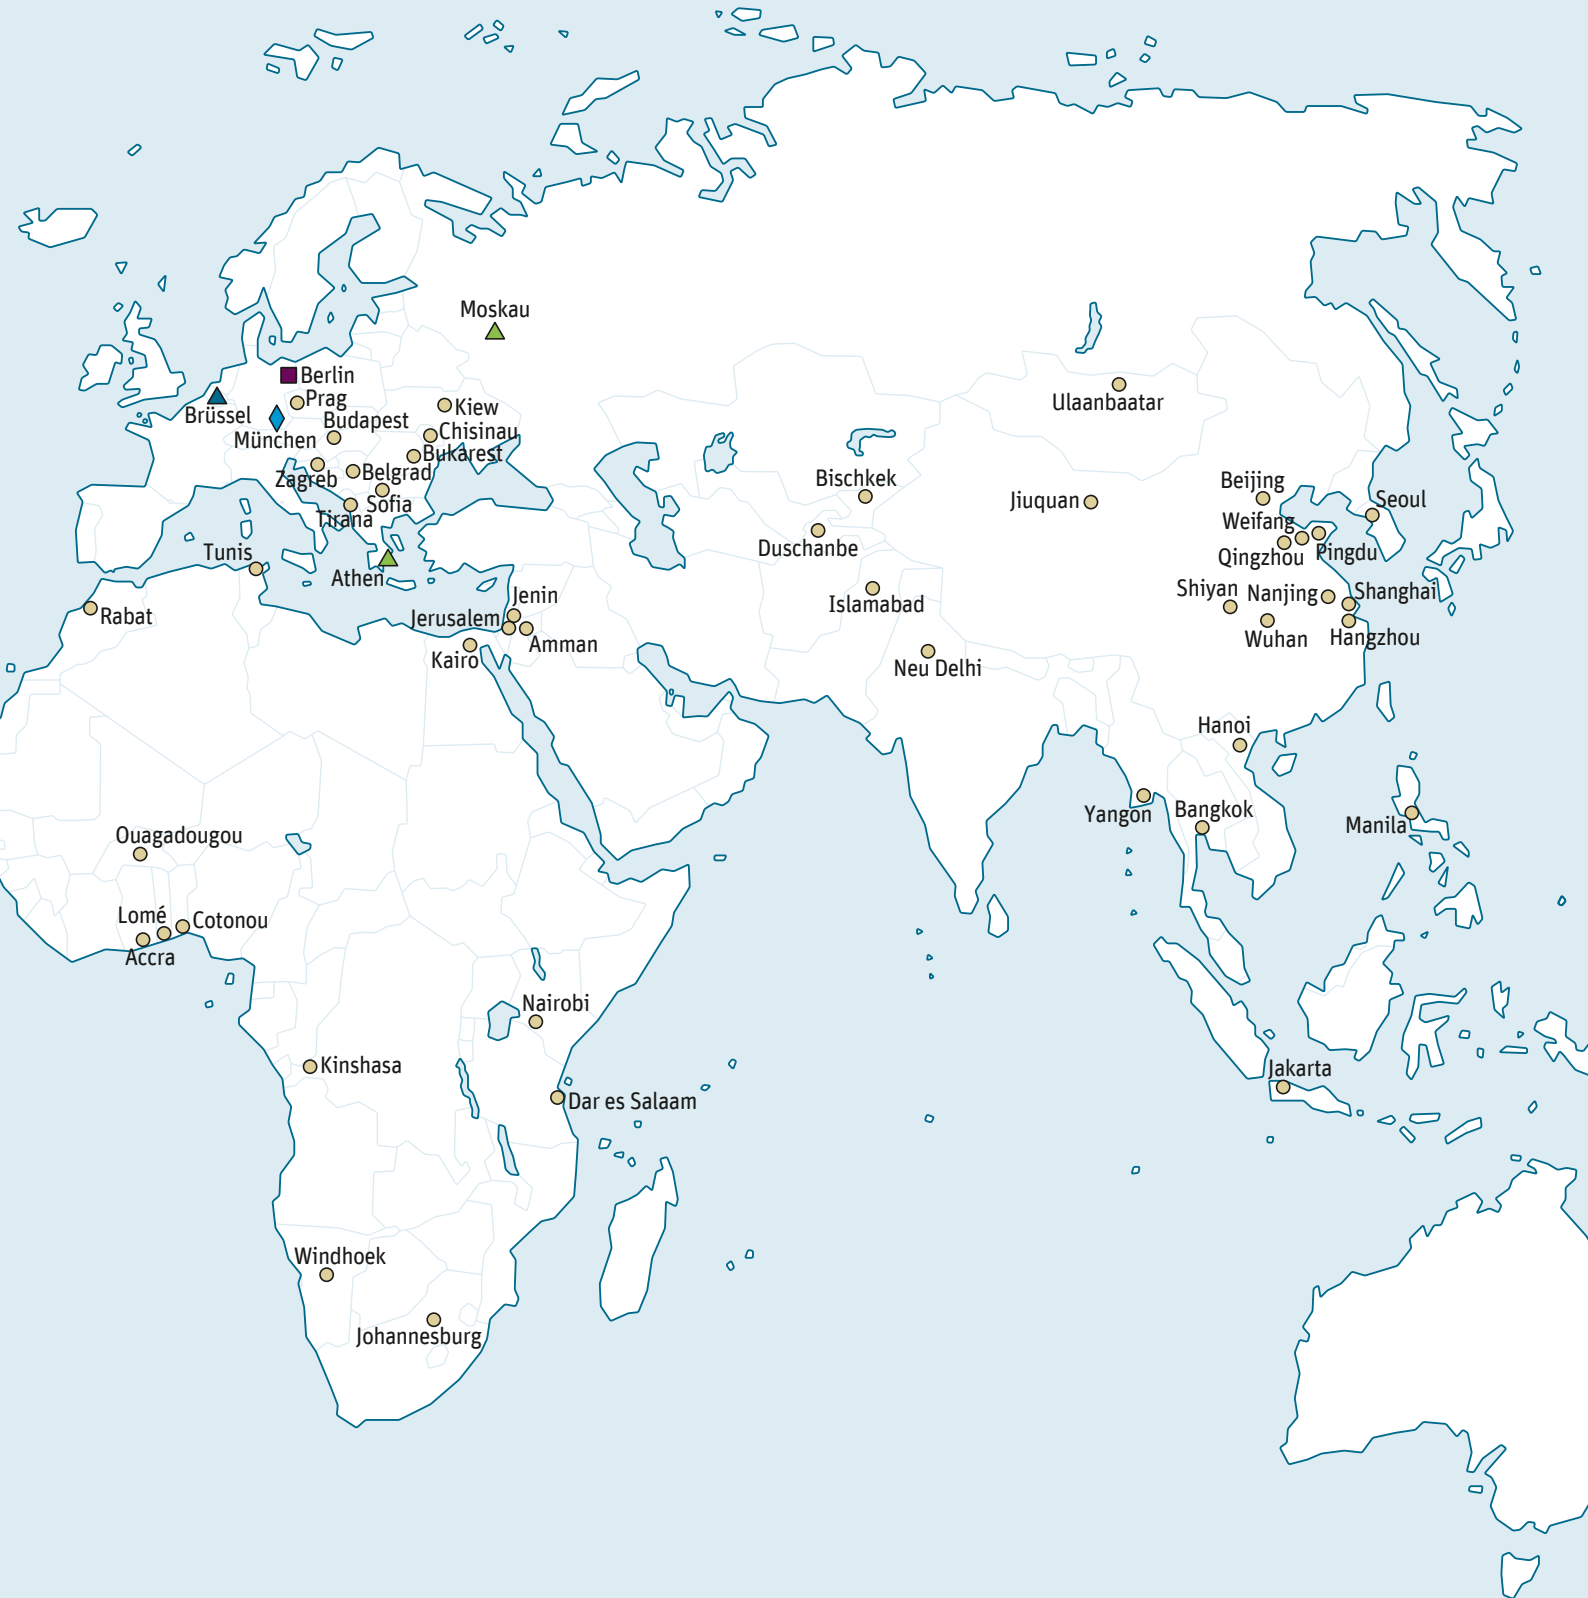 Moskau
Berlin
Prag
Brüssel
Kiew
Budapest
München
Chisinau
Bukarest
Zagreb
Belgrad
Sofia
Tirana
Athen
Tunis
Rabat
Jenin
Jerusalem
Amman
Kairo
Ulaanbaatar
Bischkek
Jiuquan
Beijing
Seoul
Weifang
Duschanbe
Qingzhou
Pingdu
Islamabad
Shiyan
Nanjing
Shanghai
Wuhan
Hangzhou
Neu Delhi
Hanoi
Yangon
Bangkok
Manila
Ouagadougou
Lomé
Cotonou
Accra
Nairobi
Kinshasa
Jakarta
Dar es Salaam
Windhoek
Johannesburg